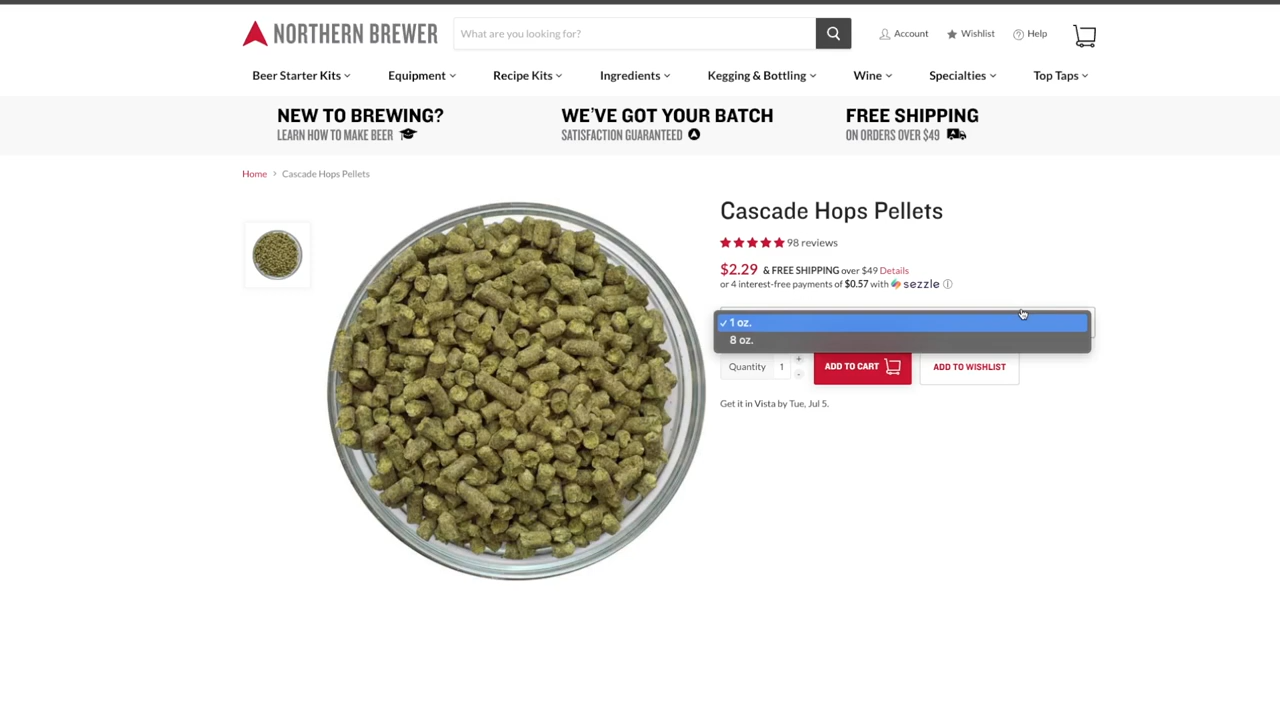 NORTHERN BREWER
What are you looking for?
Account
Wishlist
Help
Beer Starter Kits
Equipment
Recipe Kits
Ingredients
Kegging & Bottling
Wine
Specialties
Top Taps
NEW TO BREWING?
LEARN HOW TO MAKE BEER
WE'VE GOT YOUR BATCH
SATISFACTION GUARANTEED
FREE SHIPPING
ON ORDERS OVER $49
Home > Cascade Hops Pellets
Cascade Hops Pellets
98 reviews
$2.29 & FREE SHIPPING over $49 Details
or 4 interest-free payments of $0.57 with sezzle
✓ 1 oz.
8 oz.
Quantity 1 + -
ADD TO CART
ADD TO WISHLIST
Get it in Vista by Tue, Jul 5.